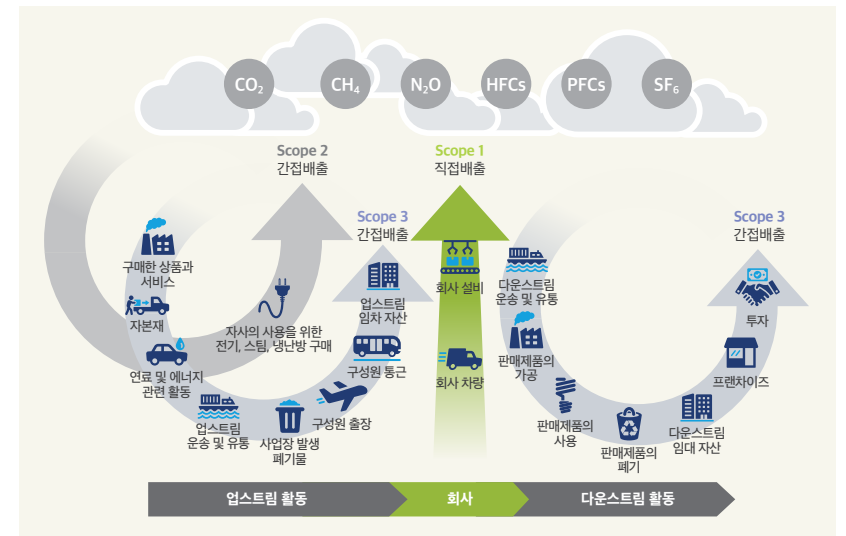 CO₂
CH₄
N₂O
HFCs
PFCs
SF₆
Scope 2
간접배출
Scope 1
직접배출
Scope 3
간접배출
Scope 3
간접배출
구매한 상품과
서비스
자본재
연료 및 에너지
관련 활동
업스트림
운송 및 유통
사업장 발생
폐기물
구성원 출장
구성원 통근
업스트림
임차 자산
자사의 사용을 위한
전기, 스팀, 냉난방 구매
회사 설비
회사 차량
다운스트림
운송 및 유통
판매제품의
가공
판매제품의
사용
판매제품의
폐기
다운스트림
임대 자산
프랜차이즈
투자
업스트림 활동
회사
다운스트림 활동